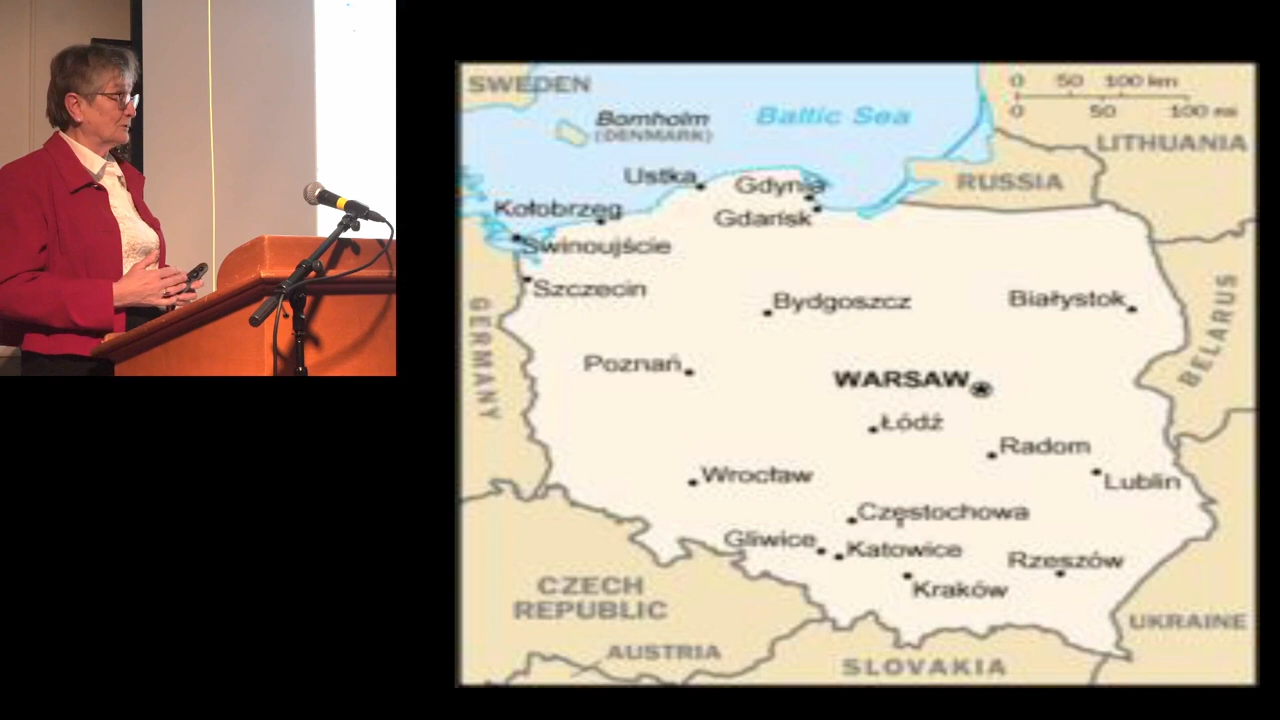 SWEDEN
0 50 100 km
0 50 100 mi
Bornholm
(DENMARK)
Baltic Sea
LITHUANIA
RUSSIA
Ustka
Gdynia
Kołobrzeg
Gdańsk
Świnoujście
Szczecin
Bydgoszcz
Białystok
GERMANY
BELARUS
Poznań
WARSAW
Łódź
Radom
Wrocław
Lublin
Częstochowa
Gliwice
Katowice
Rzeszów
Kraków
CZECH
REPUBLIC
UKRAINE
AUSTRIA
SLOVAKIA